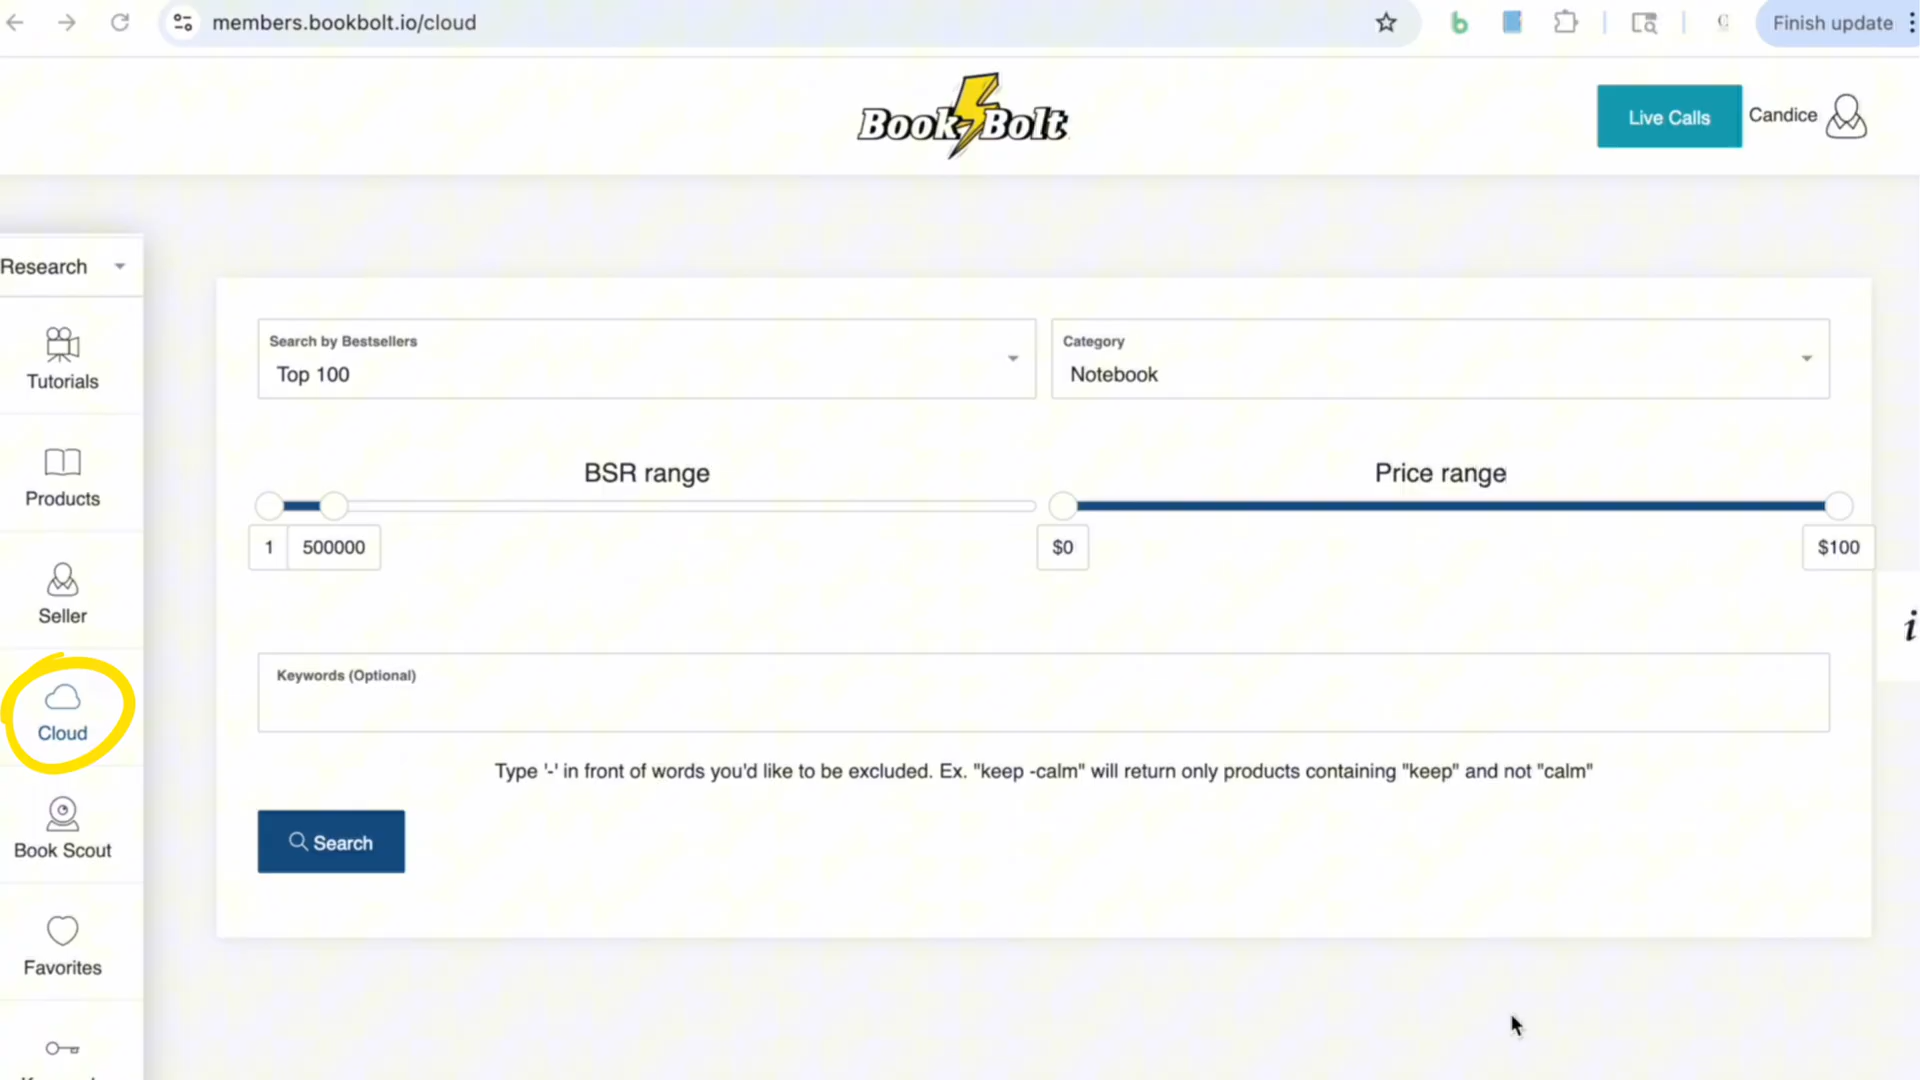 members.bookbolt.io/cloud
Finish update
Book Bolt
Live Calls
Candice
Research
Tutorials
Products
Seller
Cloud
Book Scout
Favorites
Search by Bestsellers
Top 100
Category
Notebook
BSR range
1
500000
Price range
$0
$100
Keywords (Optional)
Type '-' in front of words you'd like to be excluded. Ex. "keep -calm" will return only products containing "keep" and not "calm"
Search
i